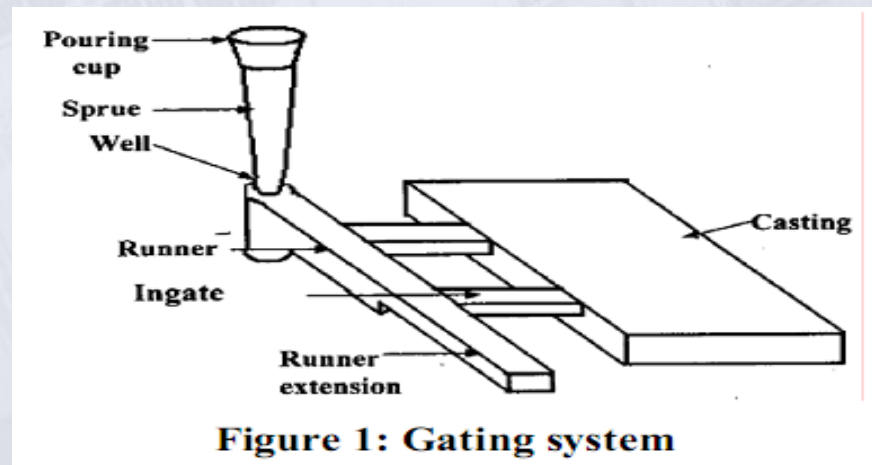 Pouring
cup
Sprue
Well
Runner
Ingate
Runner
extension
Casting
Figure 1: Gating system